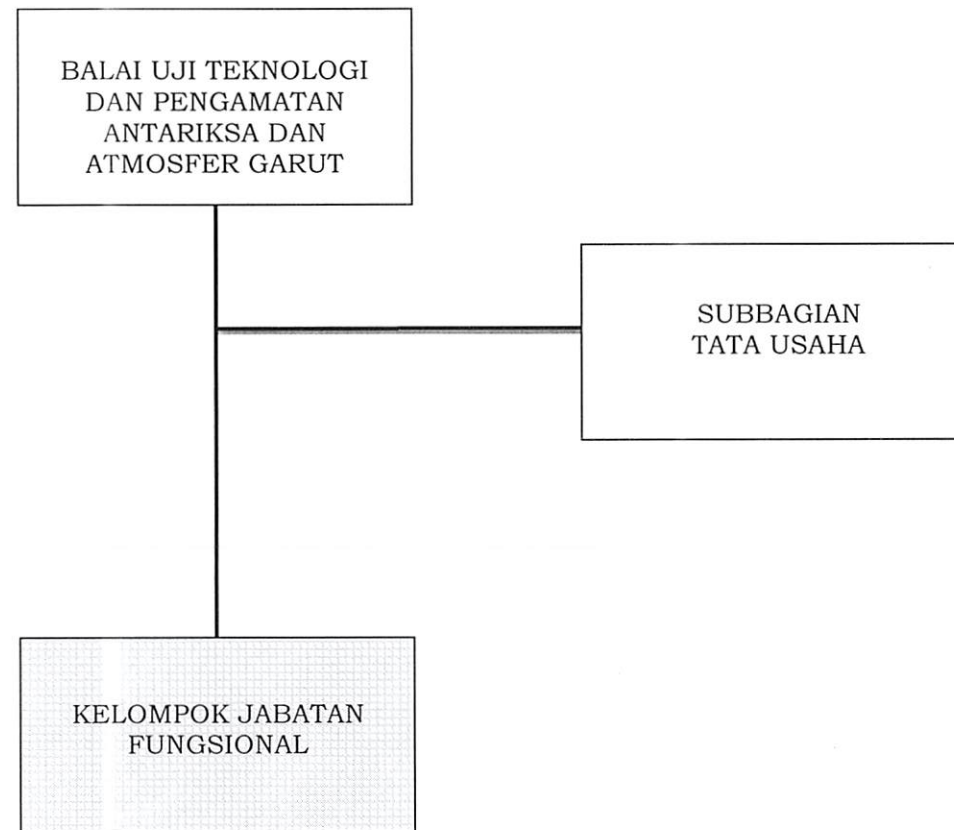 BALAI UJI TEKNOLOGI
DAN PENGAMATAN
ANTARIKSA DAN
ATMOSFER GARUT
SUBBAGIAN
TATA USAHA
KELOMPOK JABATAN
FUNGSIONAL